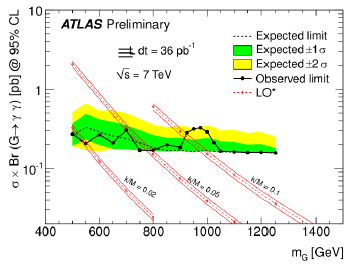 ATLAS Preliminary
∫L dt = 36 pb⁻¹
√s = 7 TeV
Expected limit
Expected ±1σ
Expected ±2σ
Observed limit
LO*
σ × Br (G→γ γ) [pb] @ 95% CL
10
1
10⁻¹
k/M = 0.02
k/M = 0.05
k/M = 0.1
400 600 800 1000 1200 1400
m_G [GeV]